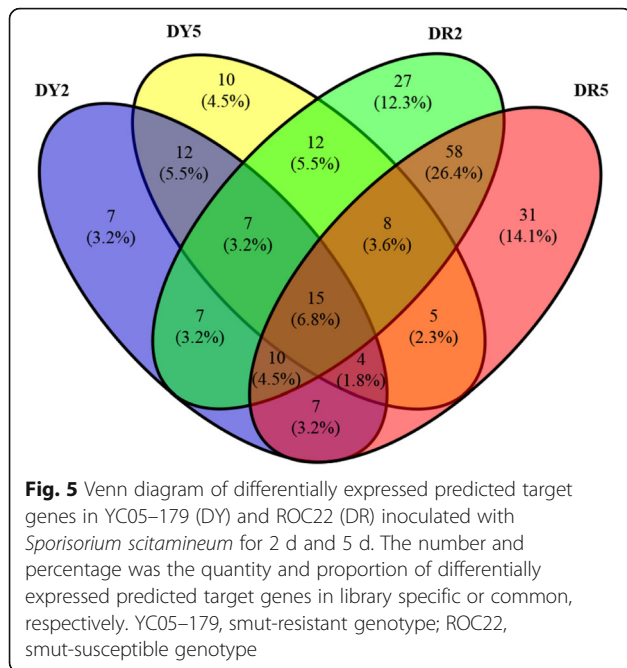 DY5
DR2
DY2
DR5
10
(4.5%)
27
(12.3%)
12
(5.5%)
12
(5.5%)
58
(26.4%)
7
(3.2%)
7
(3.2%)
8
(3.6%)
31
(14.1%)
7
(3.2%)
15
(6.8%)
5
(2.3%)
10
(4.5%)
4
(1.8%)
7
(3.2%)
Fig. 5 Venn diagram of differentially expressed predicted target
genes in YC05–179 (DY) and ROC22 (DR) inoculated with
Sporisorium scitamineum for 2 d and 5 d. The number and
percentage was the quantity and proportion of differentially
expressed predicted target genes in library specific or common,
respectively. YC05–179, smut-resistant genotype; ROC22,
smut-susceptible genotype